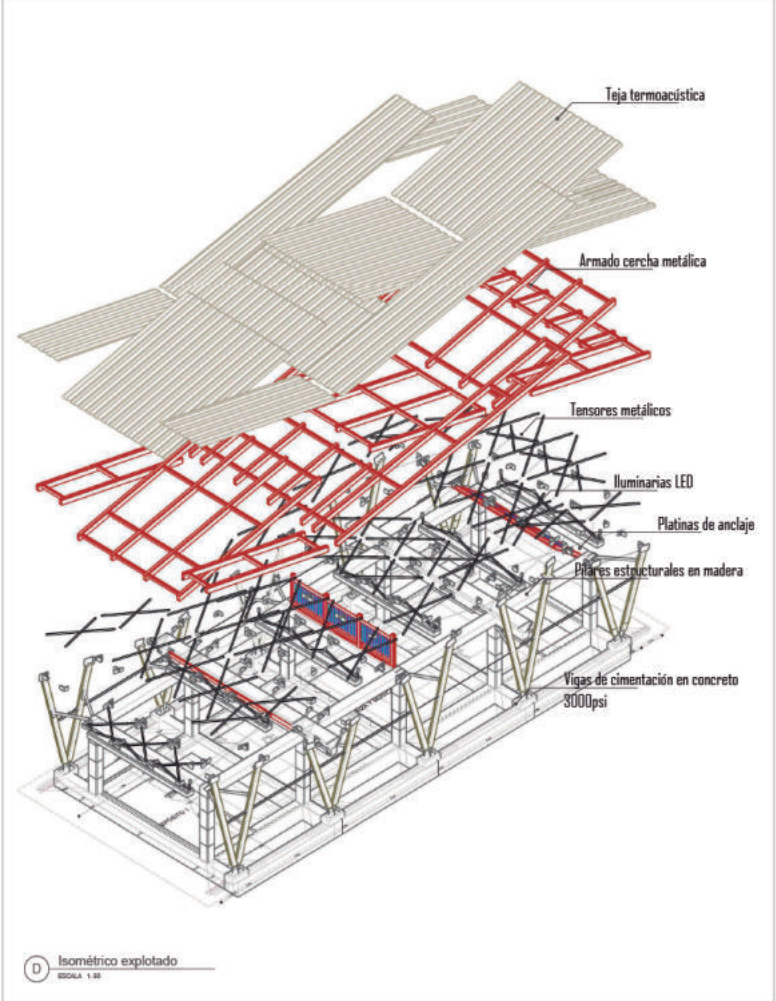 Teja termoacústica
Armado cercha metálica
Tensores metálicos
Iluminarias LED
Platinas de anclaje
Pilares estructurales en madera
Vigas de cimentación en concreto
3000psi
D
Isométrico explotado
ESCALA